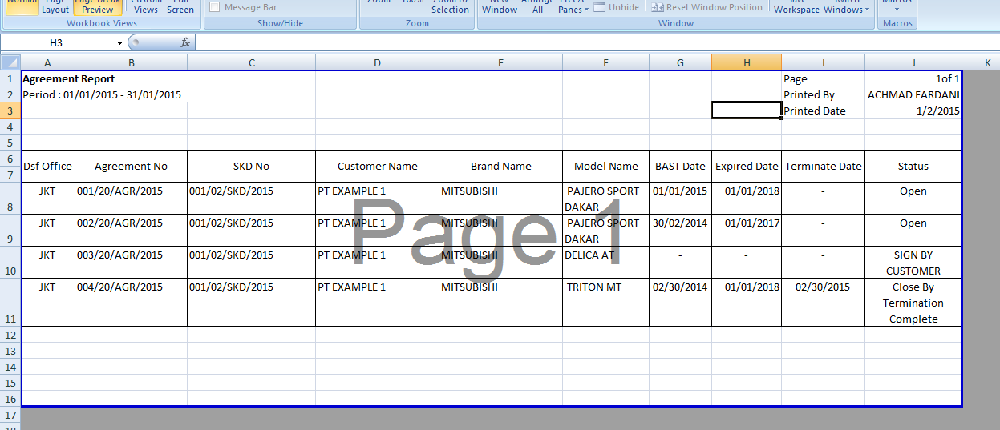 Normal Page Page Break Custom Full Zoom 100% Zoom to New Arrange Freeze Save Switch Macros
Layout Preview Views Screen Message Bar Selection Window All Panes Unhide Reset Window Position Workspace Windows
Workbook Views Show/Hide Zoom Window Macros
H3 fx
A B C D E F G H I J K
1 Agreement Report Page 1of 1
2 Period : 01/01/2015 - 31/01/2015 Printed By ACHMAD FARDANI
3 Printed Date 1/2/2015
4
5
6
Dsf Office Agreement No SKD No Customer Name Brand Name Model Name BAST Date Expired Date Terminate Date Status
7
JKT 001/20/AGR/2015 001/02/SKD/2015 PT EXAMPLE 1 MITSUBISHI PAJERO SPORT 01/01/2015 01/01/2018 - Open
8 DAKAR
JKT 002/20/AGR/2015 001/02/SKD/2015 PT EXAMPLE 1 MITSUBISHI PAJERO SPORT 30/02/2014 01/01/2017 - Open
9 DAKAR
Page 1
JKT 003/20/AGR/2015 001/02/SKD/2015 PT EXAMPLE 1 MITSUBISHI DELICA AT - - - SIGN BY
10 CUSTOMER
JKT 004/20/AGR/2015 001/02/SKD/2015 PT EXAMPLE 1 MITSUBISHI TRITON MT 02/30/2014 01/01/2018 02/30/2015 Close By
Termination
11 Complete
12
13
14
15
16
17
18